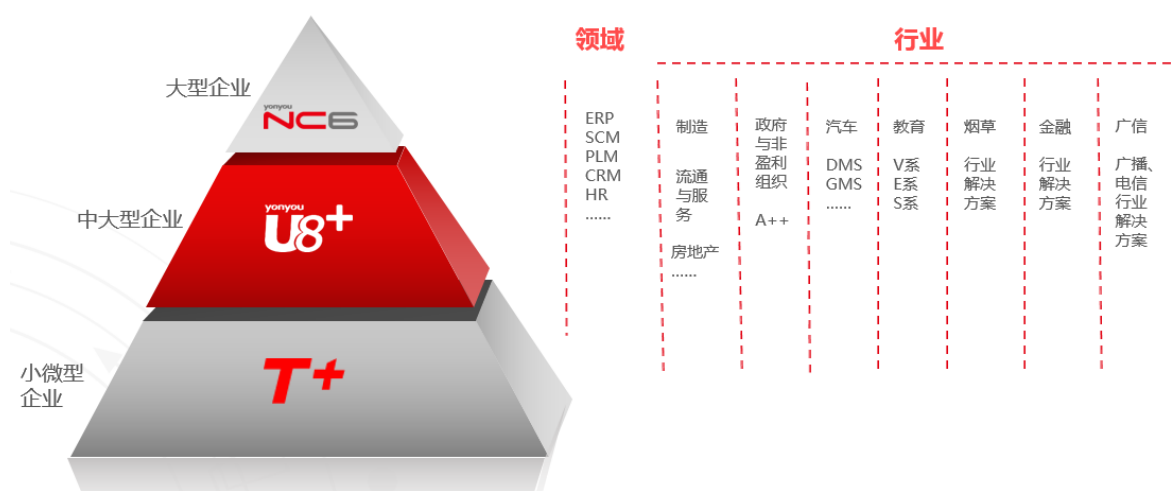 大型企业
yonyou
NC6
中大型企业
yonyou
U8+
小微型
企业
T+
领域
行业
ERP
SCM
PLM
CRM
HR
......
制造
流通
与服
务
房地产
......
政府
与非
盈利
组织
A++
汽车
DMS
GMS
......
教育
V系
E系
S系
烟草
行业
解决
方案
金融
行业
解决
方案
广信
广播、
电信
行业
解决
方案